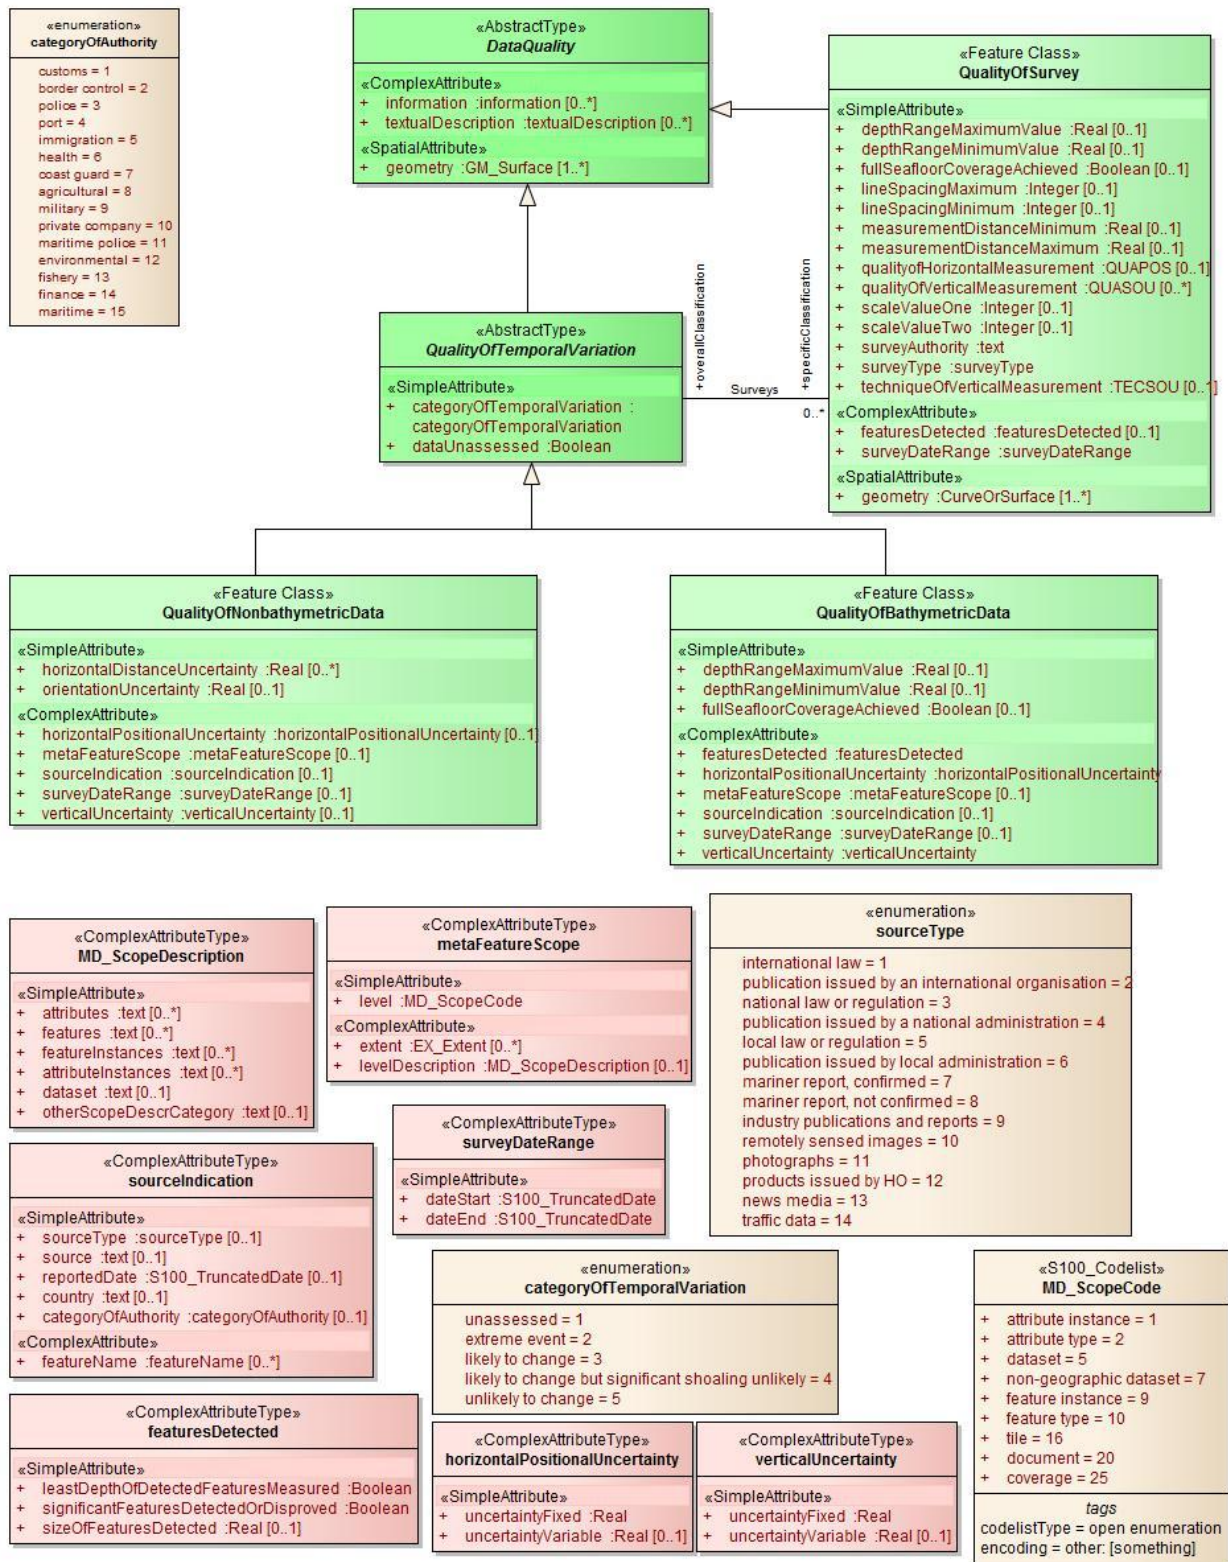 «enumeration»
categoryOfAuthority
customs = 1
border control = 2
police = 3
port = 4
immigration = 5
health = 6
coast guard = 7
agricultural = 8
military = 9
private company = 10
maritime police = 11
environmental = 12
fishery = 13
finance = 14
maritime = 15
«AbstractType»
DataQuality
«ComplexAttribute»
+ information :information [0..*]
+ textualDescription :textualDescription [0..*]
«SpatialAttribute»
+ geometry :GM_Surface [1..*]
«Feature Class»
QualityOfSurvey
«SimpleAttribute»
+ depthRangeMaximumValue :Real [0..1]
+ depthRangeMinimumValue :Real [0..1]
+ fullSeafloorCoverageAchieved :Boolean [0..1]
+ lineSpacingMaximum :Integer [0..1]
+ lineSpacingMinimum :Integer [0..1]
+ measurementDistanceMinimum :Real [0..1]
+ measurementDistanceMaximum :Real [0..1]
+ qualityofHorizontalMeasurement :QUAPOS [0..1]
+ qualityOfVerticalMeasurement :QUASOU [0..*]
+ scaleValueOne :Integer [0..1]
+ scaleValueTwo :Integer [0..1]
+ surveyAuthority :text
+ surveyType :surveyType
+ techniqueOfVerticalMeasurement :TECSOU [0..1]
«ComplexAttribute»
+ featuresDetected :featuresDetected [0..1]
+ surveyDateRange :surveyDateRange
«SpatialAttribute»
+ geometry :CurveOrSurface [1..*]
+overallClassification
+specificClassification
Surveys
0..*
«AbstractType»
QualityOfTemporalVariation
«SimpleAttribute»
+ categoryOfTemporalVariation :
categoryOfTemporalVariation
+ dataUnassessed :Boolean
«Feature Class»
QualityOfNonbathymetricData
«SimpleAttribute»
+ horizontalDistanceUncertainty :Real [0..*]
+ orientationUncertainty :Real [0..1]
«ComplexAttribute»
+ horizontalPositionalUncertainty :horizontalPositionalUncertainty [0..1]
+ metaFeatureScope :metaFeatureScope [0..1]
+ sourceIndication :sourceIndication [0..1]
+ surveyDateRange :surveyDateRange [0..1]
+ verticalUncertainty :verticalUncertainty [0..1]
«Feature Class»
QualityOfBathymetricData
«SimpleAttribute»
+ depthRangeMaximumValue :Real [0..1]
+ depthRangeMinimumValue :Real [0..1]
+ fullSeafloorCoverageAchieved :Boolean [0..1]
«ComplexAttribute»
+ featuresDetected :featuresDetected
+ horizontalPositionalUncertainty :horizontalPositionalUncertainty
+ metaFeatureScope :metaFeatureScope [0..1]
+ sourceIndication :sourceIndication [0..1]
+ surveyDateRange :surveyDateRange [0..1]
+ verticalUncertainty :verticalUncertainty
«ComplexAttributeType»
MD_ScopeDescription
«SimpleAttribute»
+ attributes :text [0..*]
+ features :text [0..*]
+ featureInstances :text [0..*]
+ attributeInstances :text [0..*]
+ dataset :text [0..1]
+ otherScopeDescrCategory :text [0..1]
«ComplexAttributeType»
metaFeatureScope
«SimpleAttribute»
+ level :MD_ScopeCode
«ComplexAttribute»
+ extent :EX_Extent [0..*]
+ levelDescription :MD_ScopeDescription [0..1]
«enumeration»
sourceType
international law = 1
publication issued by an international organisation = 2
national law or regulation = 3
publication issued by a national administration = 4
local law or regulation = 5
publication issued by local administration = 6
mariner report, confirmed = 7
mariner report, not confirmed = 8
industry publications and reports = 9
remotely sensed images = 10
photographs = 11
products issued by HO = 12
news media = 13
traffic data = 14
«ComplexAttributeType»
surveyDateRange
«SimpleAttribute»
+ dateStart :S100_TruncatedDate
+ dateEnd :S100_TruncatedDate
«ComplexAttributeType»
sourceIndication
«SimpleAttribute»
+ sourceType :sourceType [0..1]
+ source :text [0..1]
+ reportedDate :S100_TruncatedDate [0..1]
+ country :text [0..1]
+ categoryOfAuthority :categoryOfAuthority [0..1]
«ComplexAttribute»
+ featureName :featureName [0..*]
«enumeration»
categoryOfTemporalVariation
unassessed = 1
extreme event = 2
likely to change = 3
likely to change but significant shoaling unlikely = 4
unlikely to change = 5
«S100_Codelist»
MD_ScopeCode
+ attribute instance = 1
+ attribute type = 2
+ dataset = 5
+ non-geographic dataset = 7
+ feature instance = 9
+ feature type = 10
+ tile = 16
+ document = 20
+ coverage = 25
tags
codelistType = open enumeration
encoding = other: [something]
«ComplexAttributeType»
featuresDetected
«SimpleAttribute»
+ leastDepthOfDetectedFeaturesMeasured :Boolean
+ significantFeaturesDetectedOrDisproved :Boolean
+ sizeOfFeaturesDetected :Real [0..1]
«ComplexAttributeType»
horizontalPositionalUncertainty
«SimpleAttribute»
+ uncertaintyFixed :Real
+ uncertaintyVariable :Real [0..1]
«ComplexAttributeType»
verticalUncertainty
«SimpleAttribute»
+ uncertaintyFixed :Real
+ uncertaintyVariable :Real [0..1]